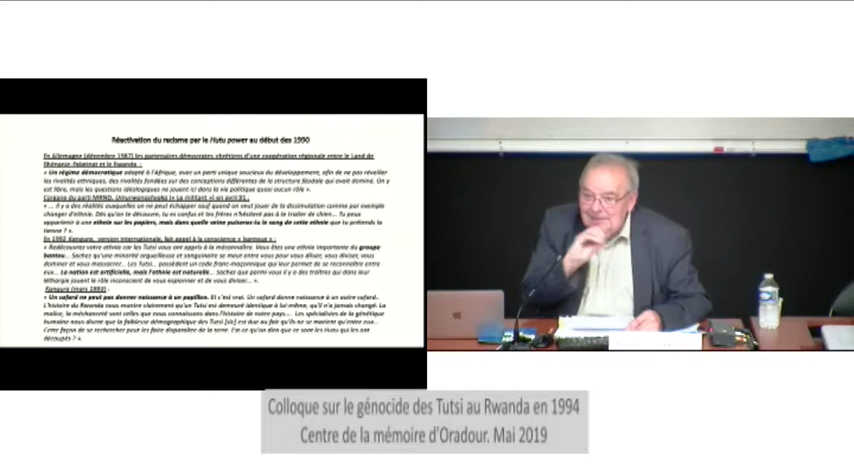 Réactivation du racisme par le Hutu power au début des 1990
En Allemagne (décembre 1987) les partenaires démocrates chrétiens d'une coopération régionale entre le Land de
Rhénanie-Palatinat et le Rwanda :
« Un régime démocratique adapté à l'Afrique, avec un parti unique soucieux du développement, afin de ne pas réveiller
les rivalités ethniques, des rivalités fondées sur des conceptions différentes de la structure féodale qui avait dominé. On y
est libre, mais les questions idéologiques ne jouent ici dans la vie politique quasi aucun rôle ».
L'organe du parti MRND, Umurwanashyaka (« Le militant ») en avril 91 :
« ... Il y a des réalités auxquelles on ne peut échapper sauf quand on veut jouer de la dissimulation comme par exemple
changer d'ethnie. Dès qu'on te découvre, tu es confus et tes frères n'hésitent pas à te traiter de chien... Tu peux
appartenir à une ethnie sur les papiers, mais dans quelle veine puiseras-tu le sang de cette ethnie que tu prétends la
tienne ? ».
En 1992 Kangura, version internationale, fait appel à la conscience « bantoue » :
« Redécouvrez votre ethnie car les Tutsi vous ont appris à la méconnaître. Vous êtes une ethnie importante du groupe
bantou... Sachez qu'une minorité orgueilleuse et sanguinaire se meut entre vous pour vous diluer, vous diviser, vous
dominer et vous massacrer... Les Tutsi... possèdent un code franc-maçonnique qui leur permet de se reconnaître entre
eux... La nation est artificielle, mais l'ethnie est naturelle... Sachez que parmi vous il y a des traîtres qui dans leur
léthargie jouent le rôle inconscient de vous espionner et de vous diviser... ».
Kangura (mars 1993) :
« Un cafard ne peut pas donner naissance à un papillon. Et c'est vrai. Un cafard donne naissance à un autre cafard..
L'histoire du Rwanda nous montre clairement qu'un Tutsi est demeuré identique à lui-même, qu'il n'a jamais changé. La
malice, la méchanceté sont celles que nous connaissons dans l'histoire de notre pays.... Les spécialistes de la génétique
humaine nous disent que la faiblesse démographique des Tutsi [sic] est due au fait qu'ils ne se marient qu'entre eux..
Cette façon de se rechercher pour les faire disparaître de la terre. Est-ce qu'on dira que ce sont les Hutu qui les ont
découpés ? ».
Colloque sur le génocide des Tutsi au Rwanda en 1994
Centre de la mémoire d'Oradour. Mai 2019